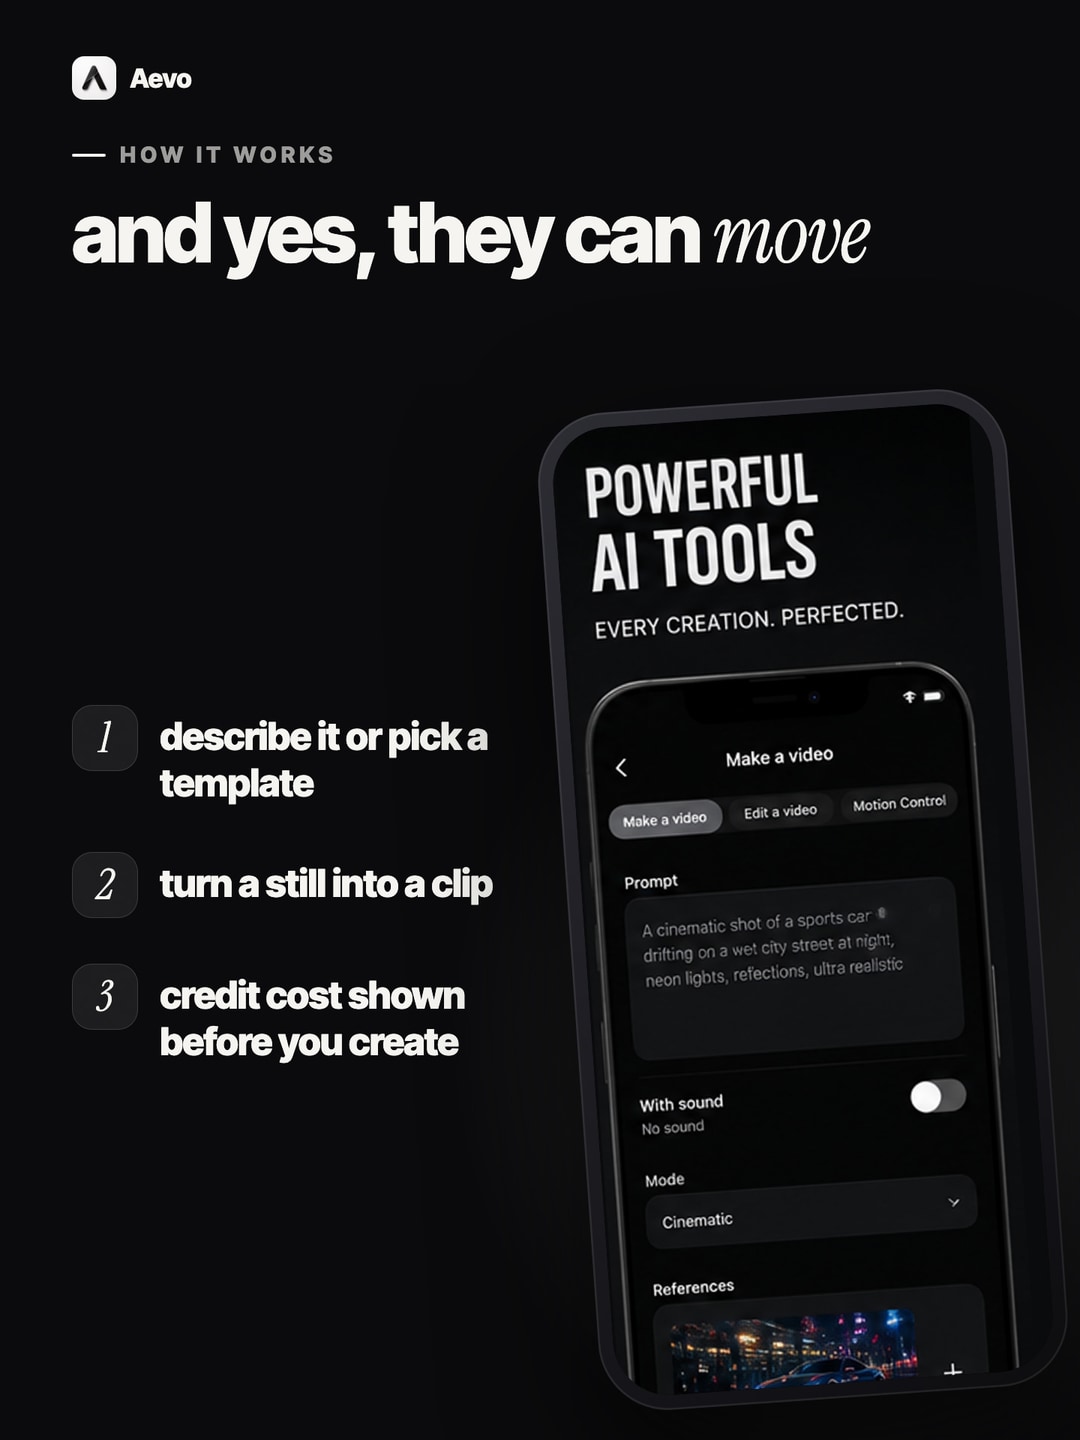 Aevo
HOW IT WORKS
and yes, they can move
1
describe it or pick a
template
2
turn a still into a clip
3
credit cost shown
before you create
POWERFUL
AI TOOLS
EVERY CREATION. PERFECTED.
Make a video
Make a video
Edit a video
Motion Control
Prompt
A cinematic shot of a sports car
drifting on a wet city street at night,
neon lights, refections, ultra realistic
With sound
No sound
Mode
Cinematic
References